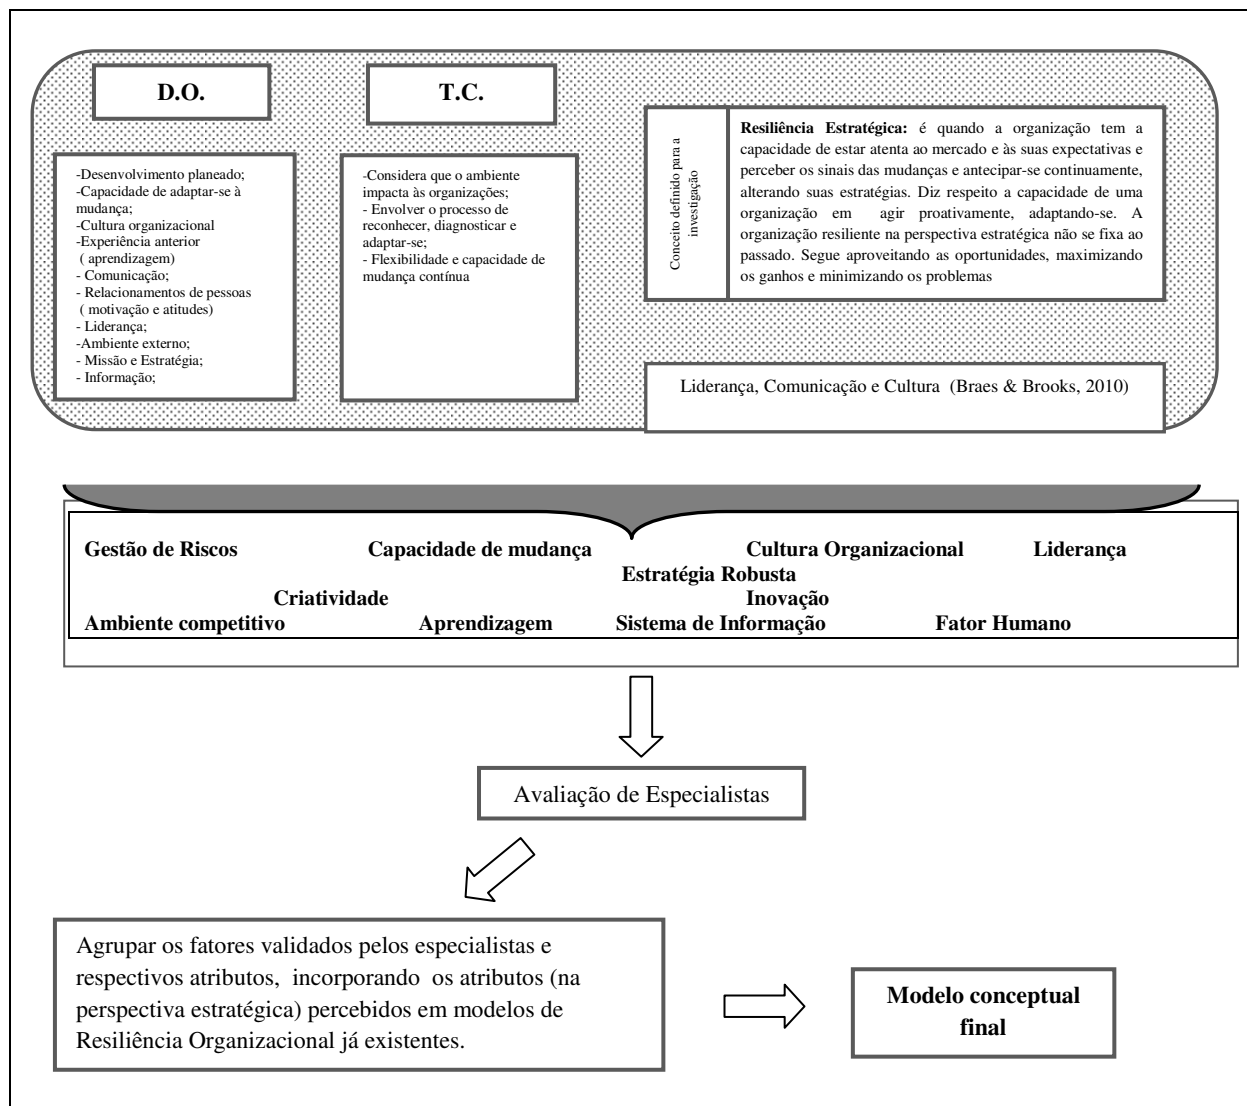 D.O.
T.C.
-Desenvolvimento planeado;
-Capacidade de adaptar-se à
mudança;
-Cultura organizacional
-Experiência anterior
( aprendizagem)
- Comunicação;
- Relacionamentos de pessoas
( motivação e atitudes)
- Liderança;
-Ambiente externo;
- Missão e Estratégia;
- Informação;
-Considera que o ambiente
impacta às organizações;
- Envolver o processo de
reconhecer, diagnosticar e
adaptar-se;
- Flexibilidade e capacidade de
mudança contínua
Conceito definido para a
investigação
Resiliência Estratégica: é quando a organização tem a
capacidade de estar atenta ao mercado e às suas expectativas e
perceber os sinais das mudanças e antecipar-se continuamente,
alterando suas estratégias. Diz respeito a capacidade de uma
organização em agir proativamente, adaptando-se. A
organização resiliente na perspectiva estratégica não se fixa ao
passado. Segue aproveitando as oportunidades, maximizando
os ganhos e minimizando os problemas
Liderança, Comunicação e Cultura (Braes & Brooks, 2010)
Gestão de Riscos Capacidade de mudança Cultura Organizacional Liderança
Estratégia Robusta
Criatividade Inovação
Ambiente competitivo Aprendizagem Sistema de Informação Fator Humano
Avaliação de Especialistas
Agrupar os fatores validados pelos especialistas e
respectivos atributos, incorporando os atributos (na
perspectiva estratégica) percebidos em modelos de
Resiliência Organizacional já existentes.
Modelo conceptual
final